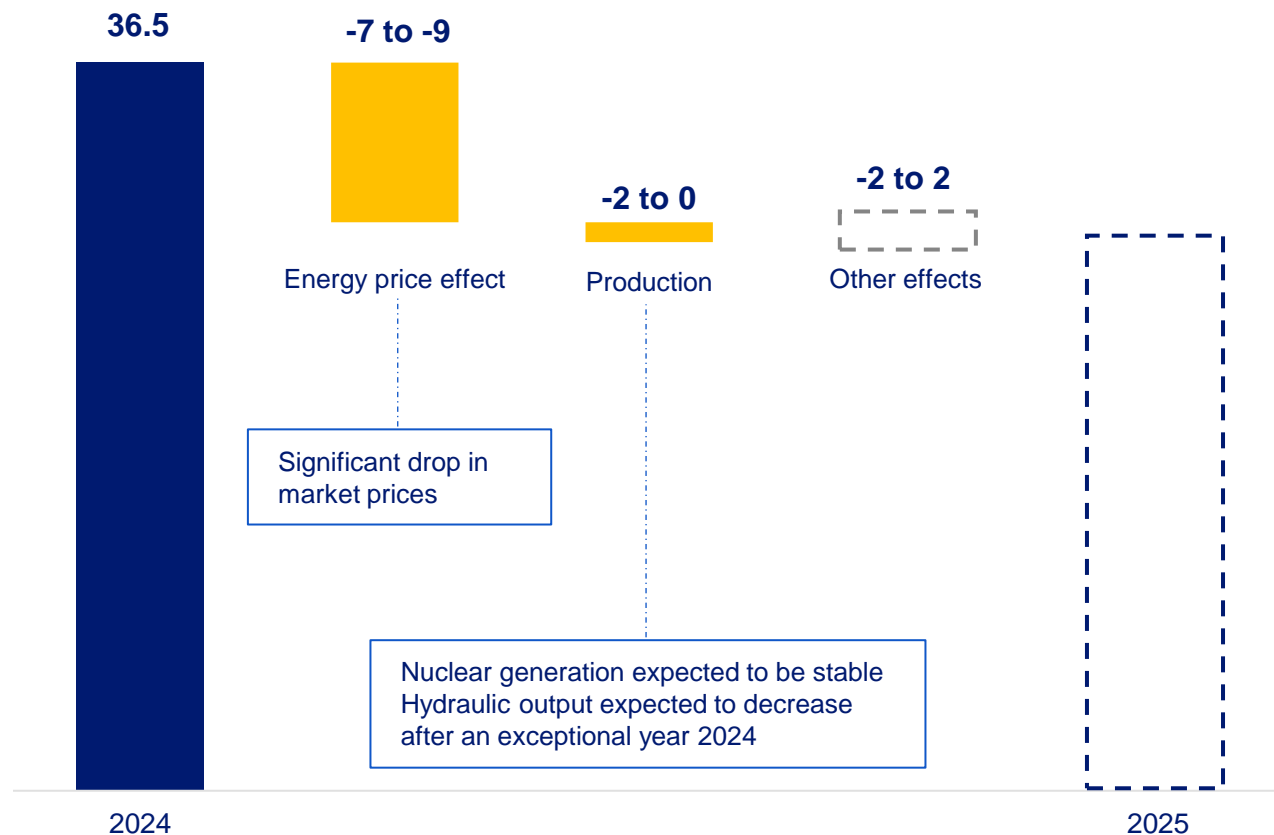 36.5
-7 to -9
-2 to 0
-2 to 2
Energy price effect
Production
Other effects
Significant drop in
market prices
Nuclear generation expected to be stable
Hydraulic output expected to decrease
after an exceptional year 2024
2024
2025